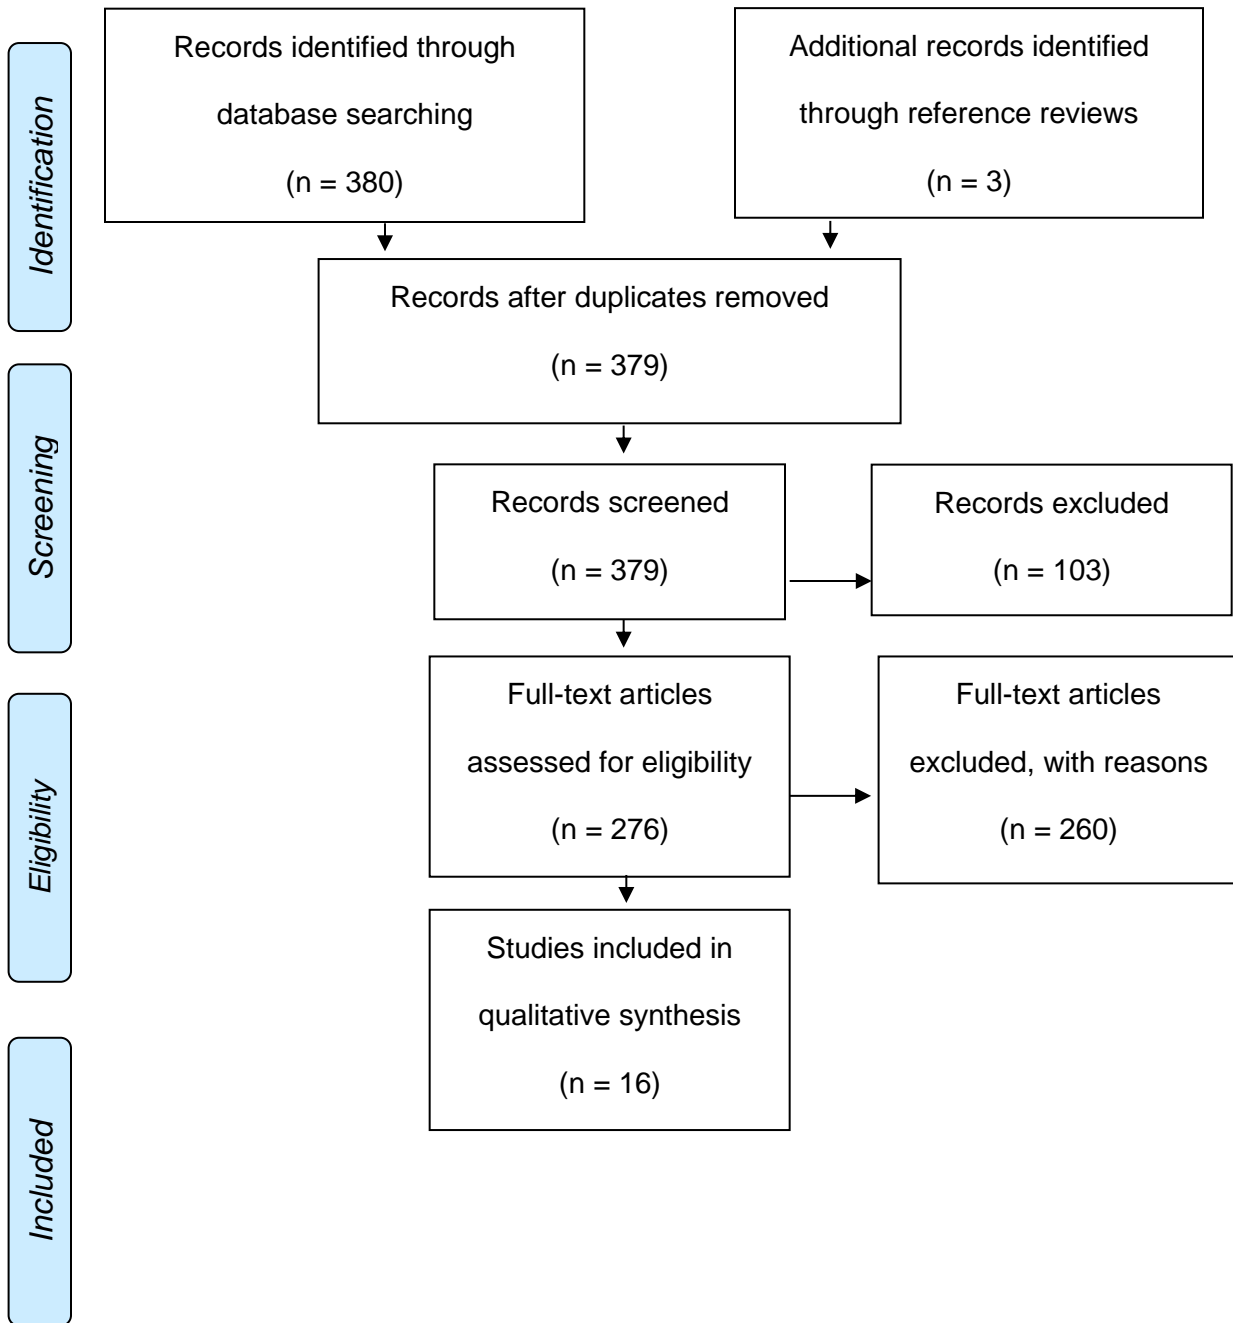 Identification
Records identified through
database searching
(n = 380)
Additional records identified
through reference reviews
(n = 3)
Records after duplicates removed
(n = 379)
Screening
Records screened
(n = 379)
Records excluded
(n = 103)
Eligibility
Full-text articles
assessed for eligibility
(n = 276)
Full-text articles
excluded, with reasons
(n = 260)
Included
Studies included in
qualitative synthesis
(n = 16)